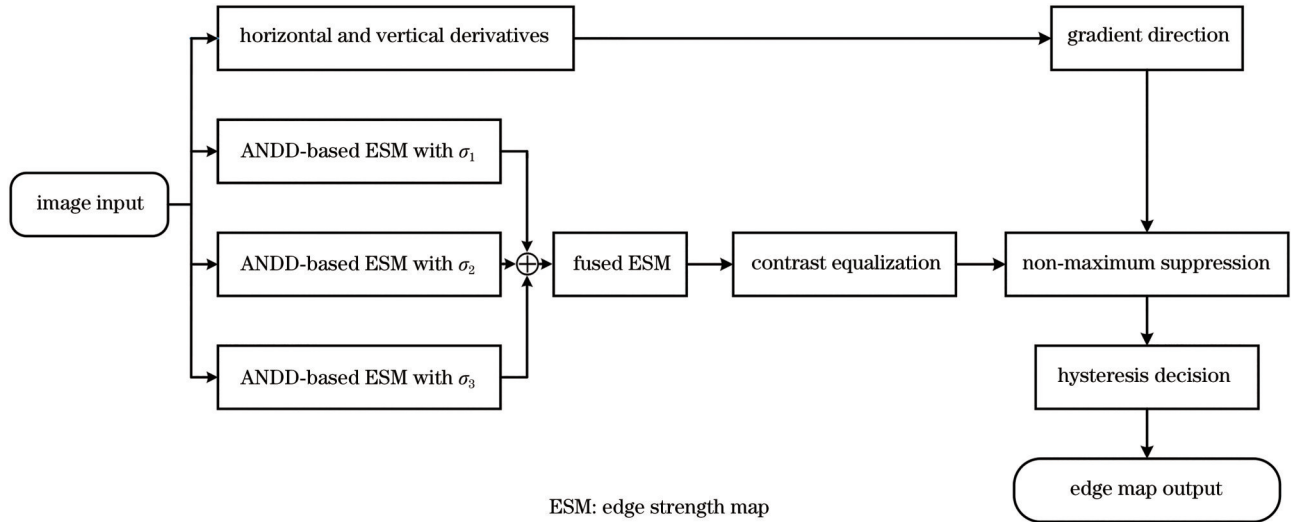 horizontal and vertical derivatives
gradient direction
ANDD-based ESM with σ₁
image input
ANDD-based ESM with σ₂
fused ESM
contrast equalization
non-maximum suppression
ANDD-based ESM with σ₃
hysteresis decision
edge map output
ESM: edge strength map